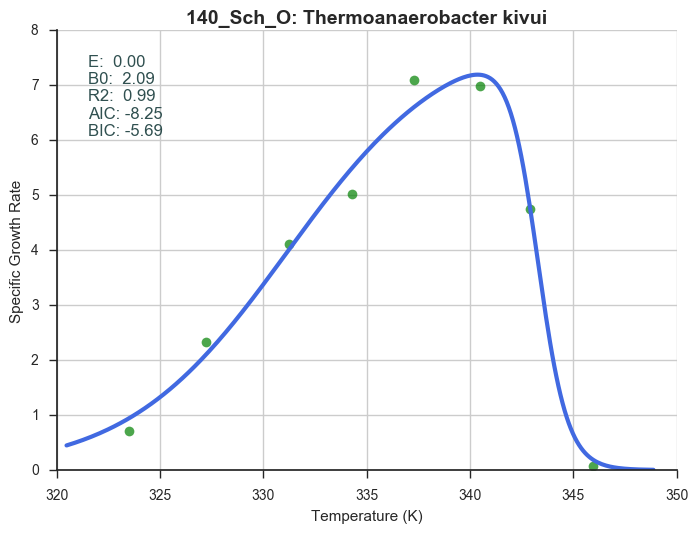 140_Sch_O: Thermoanaerobacter kivui
E: 0.00
B0: 2.09
R2: 0.99
AIC: -8.25
BIC: -5.69
Specific Growth Rate
8
7
6
5
4
3
2
1
0
320 325 330 335 340 345 350
Temperature (K)